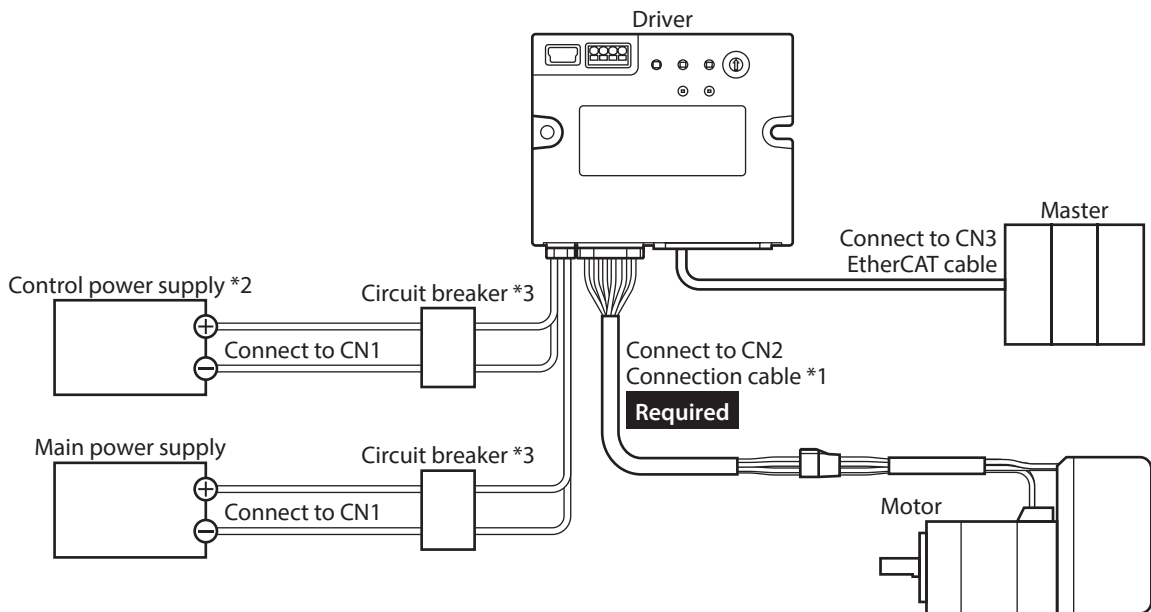 Driver
Master
Connect to CN3
EtherCAT cable
Control power supply *2
Circuit breaker *3
Connect to CN1
Connect to CN2
Connection cable *1
Required
Main power supply
Circuit breaker *3
Connect to CN1
Motor